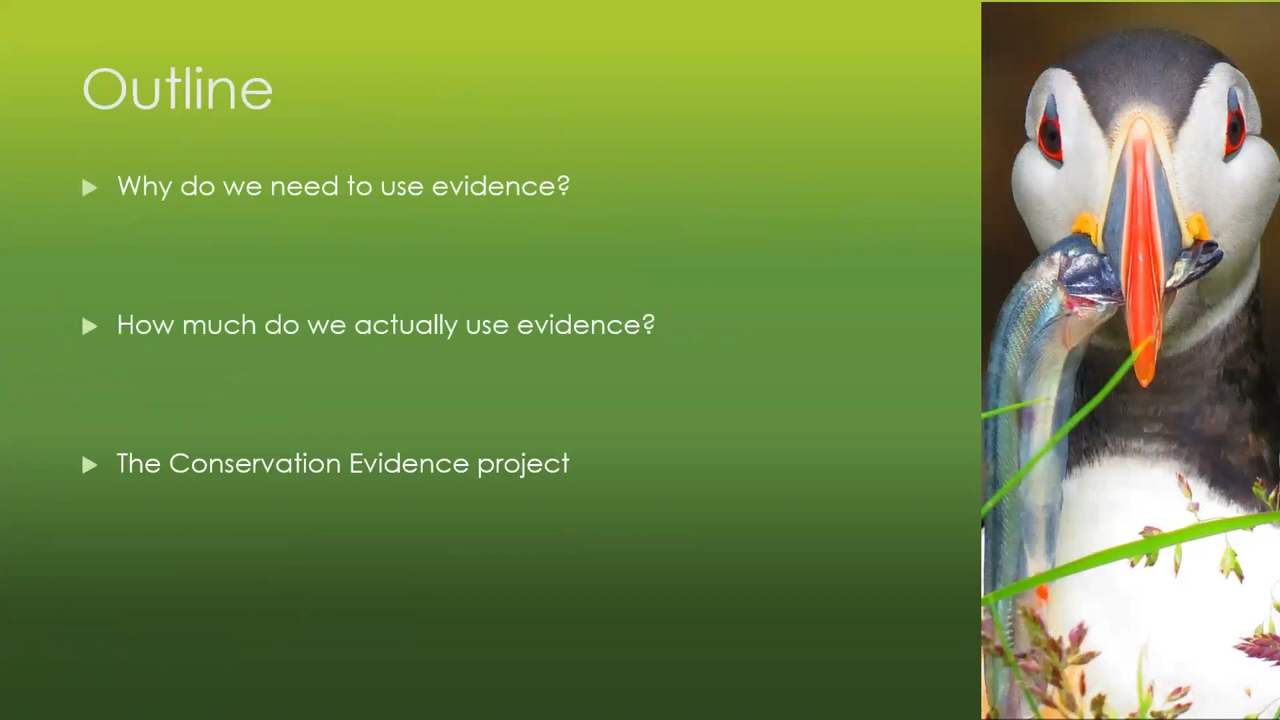 Outline
Why do we need to use evidence?
How much do we actually use evidence?
The Conservation Evidence project